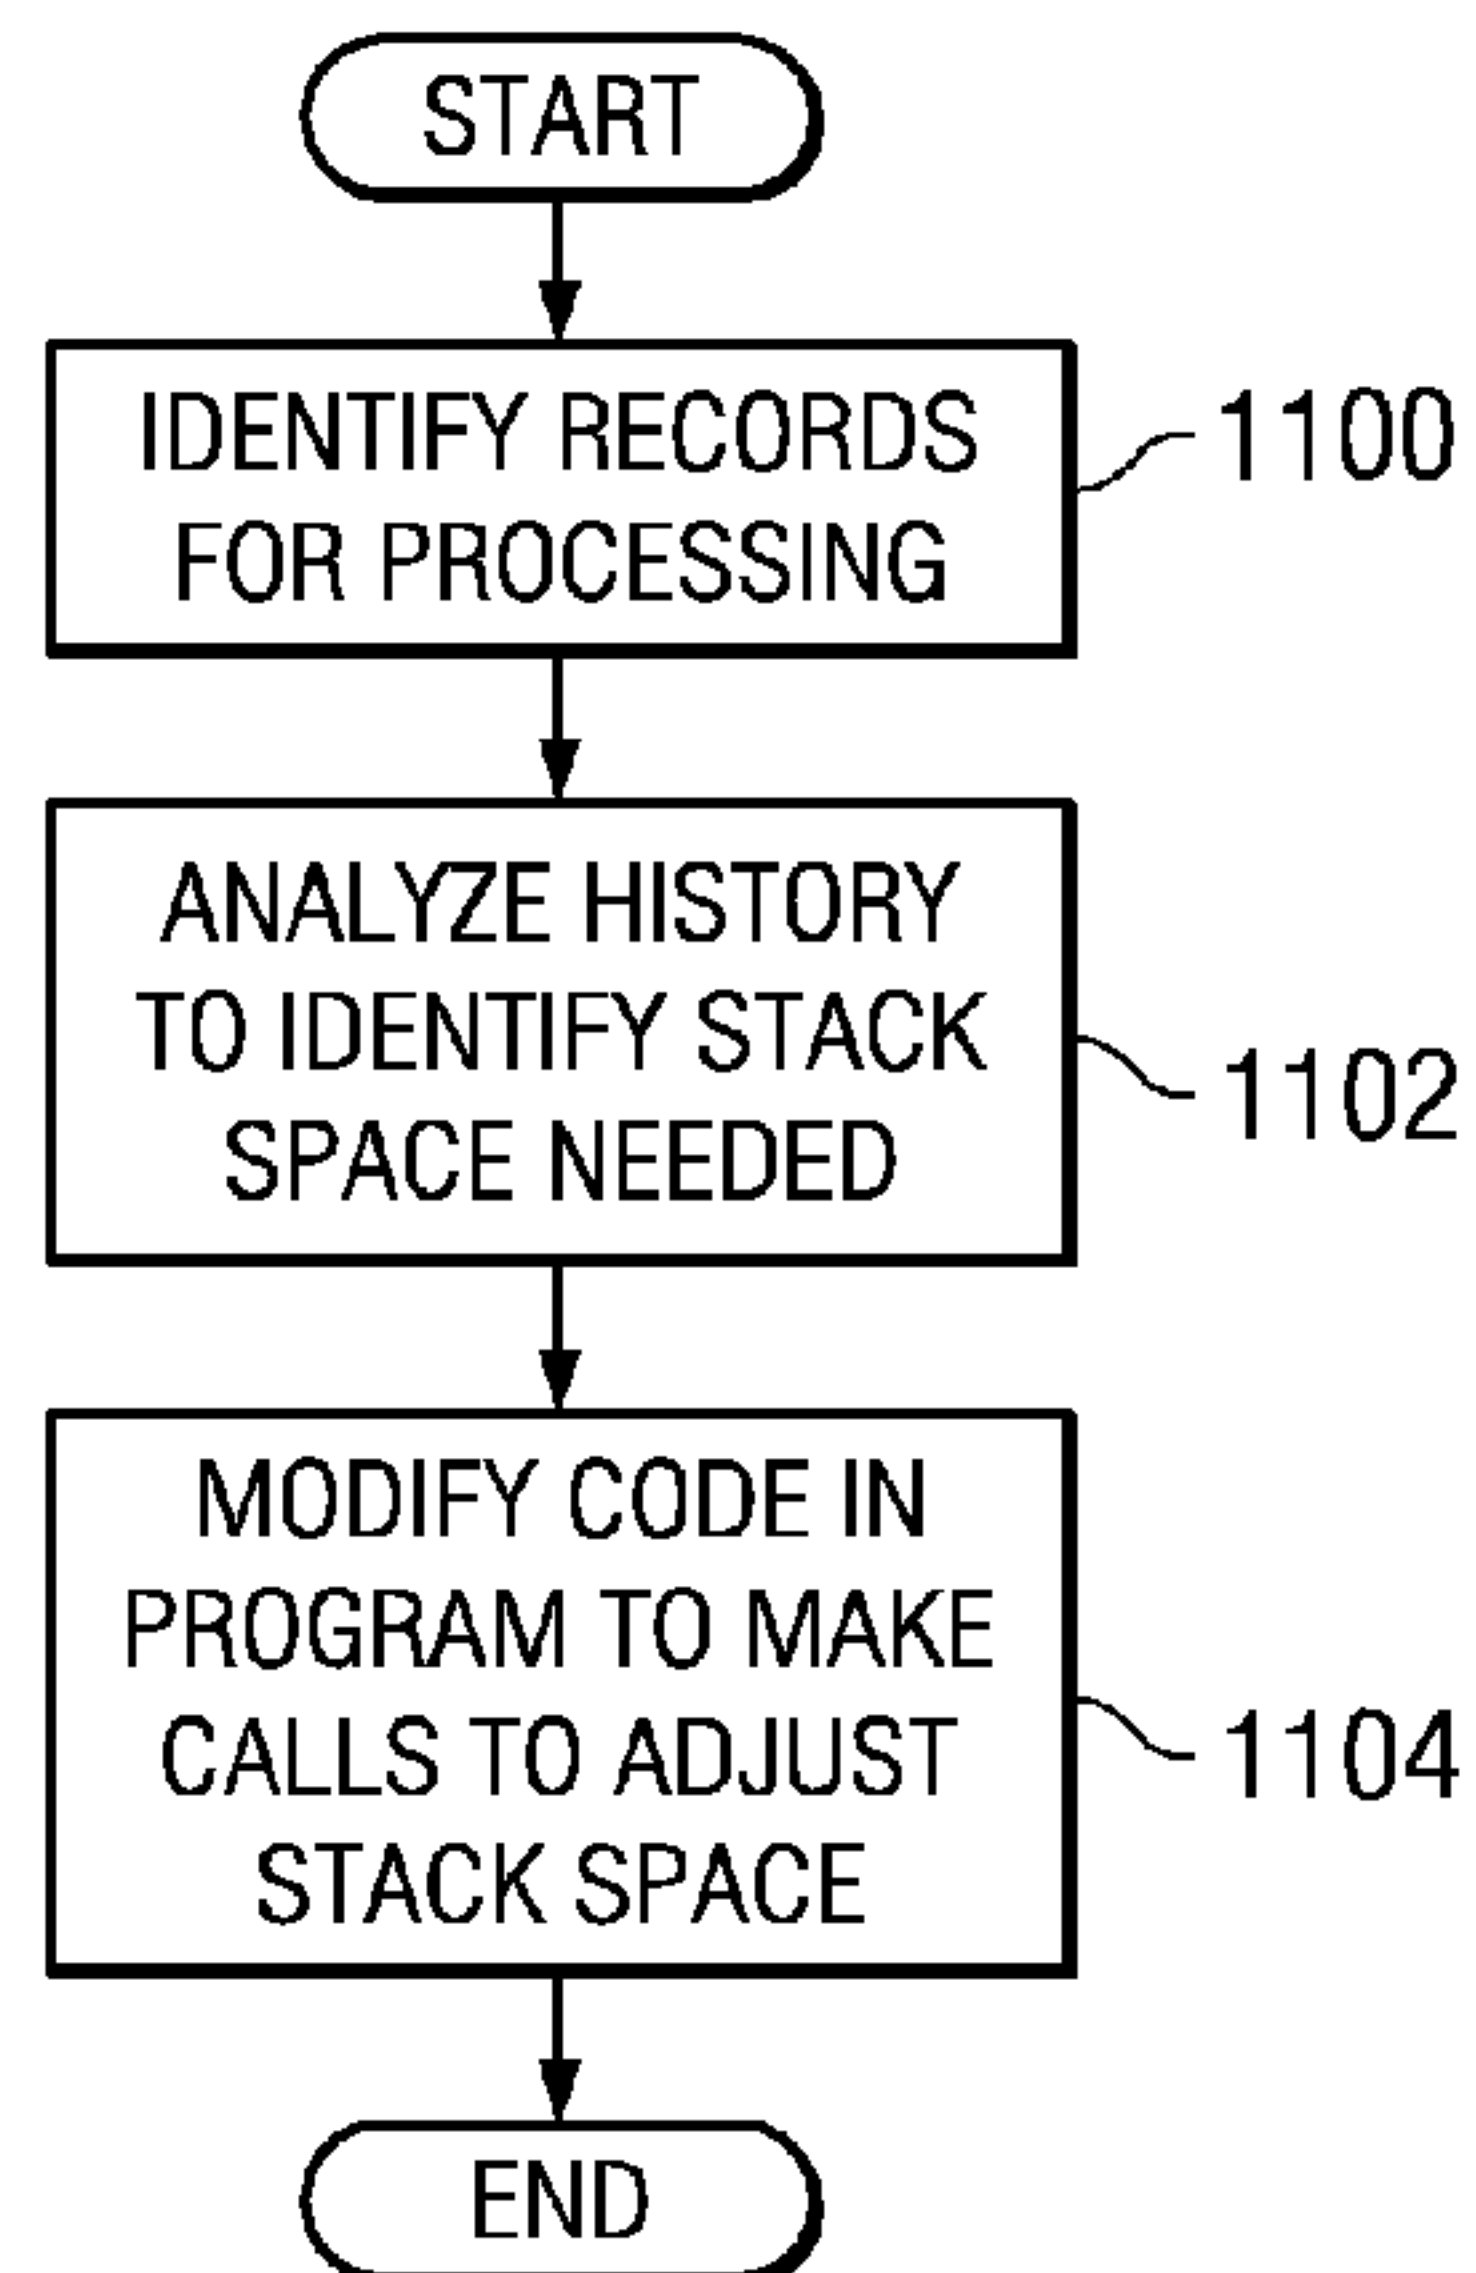 START
IDENTIFY RECORDS
FOR PROCESSING
1100
ANALYZE HISTORY
TO IDENTIFY STACK
SPACE NEEDED
1102
MODIFY CODE IN
PROGRAM TO MAKE
CALLS TO ADJUST
STACK SPACE
1104
END